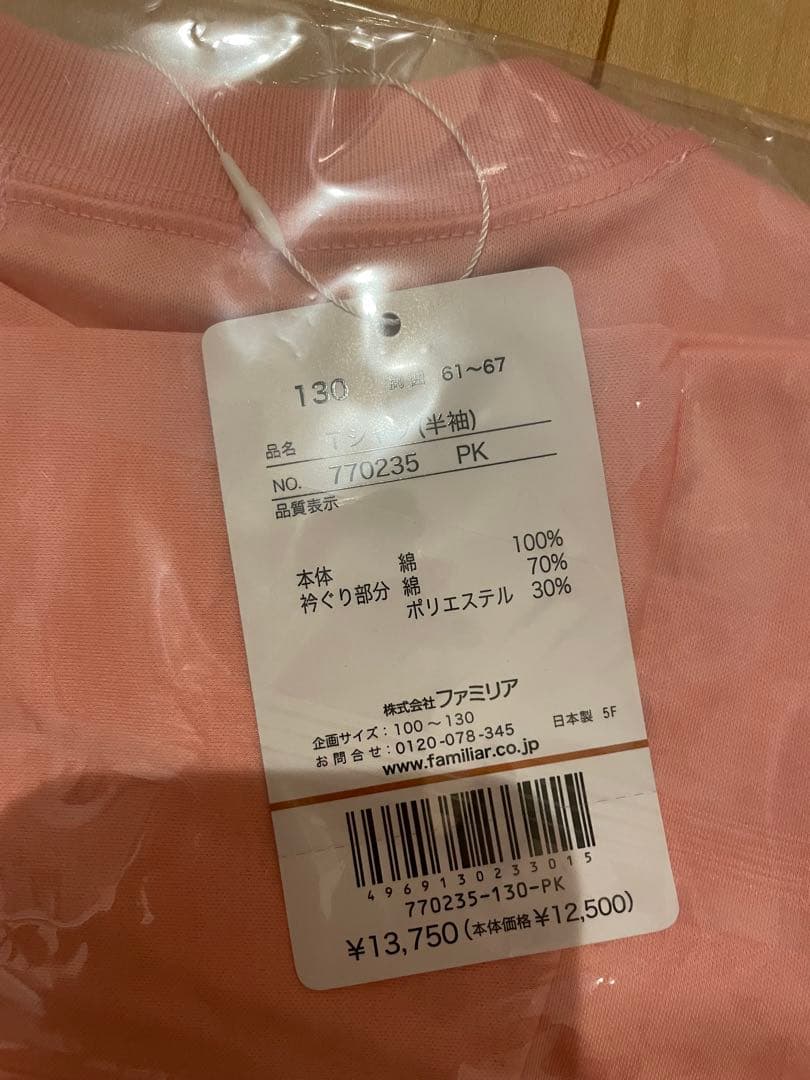 130 胴囲 61～67
品名 Tシャツ(半袖)
NO. 770235 PK
品質表示
本体 綿 100%
衿ぐり部分 綿 70%
ポリエステル 30%
株式会社ファミリア
企画サイズ：100～130 日本製 5F
お問合せ：0120-078-345
www.familiar.co.jp
4969130233015
770235-130-PK
¥13,750(本体価格¥12,500)